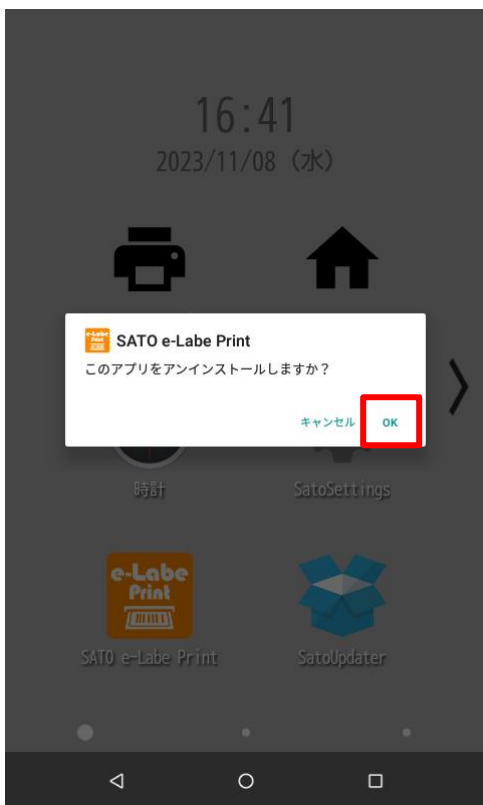 16:41
2023/11/08 (水)
e-Labe
Print
SATO e-Labe Print
このアプリをアンインストールしますか？
キャンセル OK
時計 SatoSettings
e-Labe
Print
SATO e-Labe Print SatoUpdater